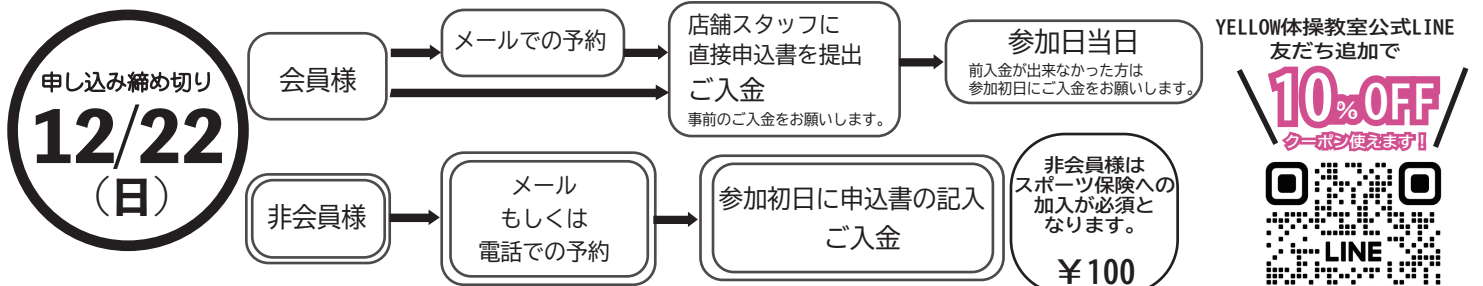 申し込み締め切り
12/22
（日）
会員様
メールでの予約
店舗スタッフに
直接申込書を提出
ご入金
事前のご入金をお願いします。
参加日当日
前入金が出来なかった方は
参加初日にご入金をお願いします。
非会員様
メール
もしくは
電話での予約
参加初日に申込書の記入
ご入金
非会員様は
スポーツ保険への
加入が必須と
なります。
￥100
YELLOW体操教室公式LINE
友だち追加で
10%OFF
クーポン使えます！
LINE